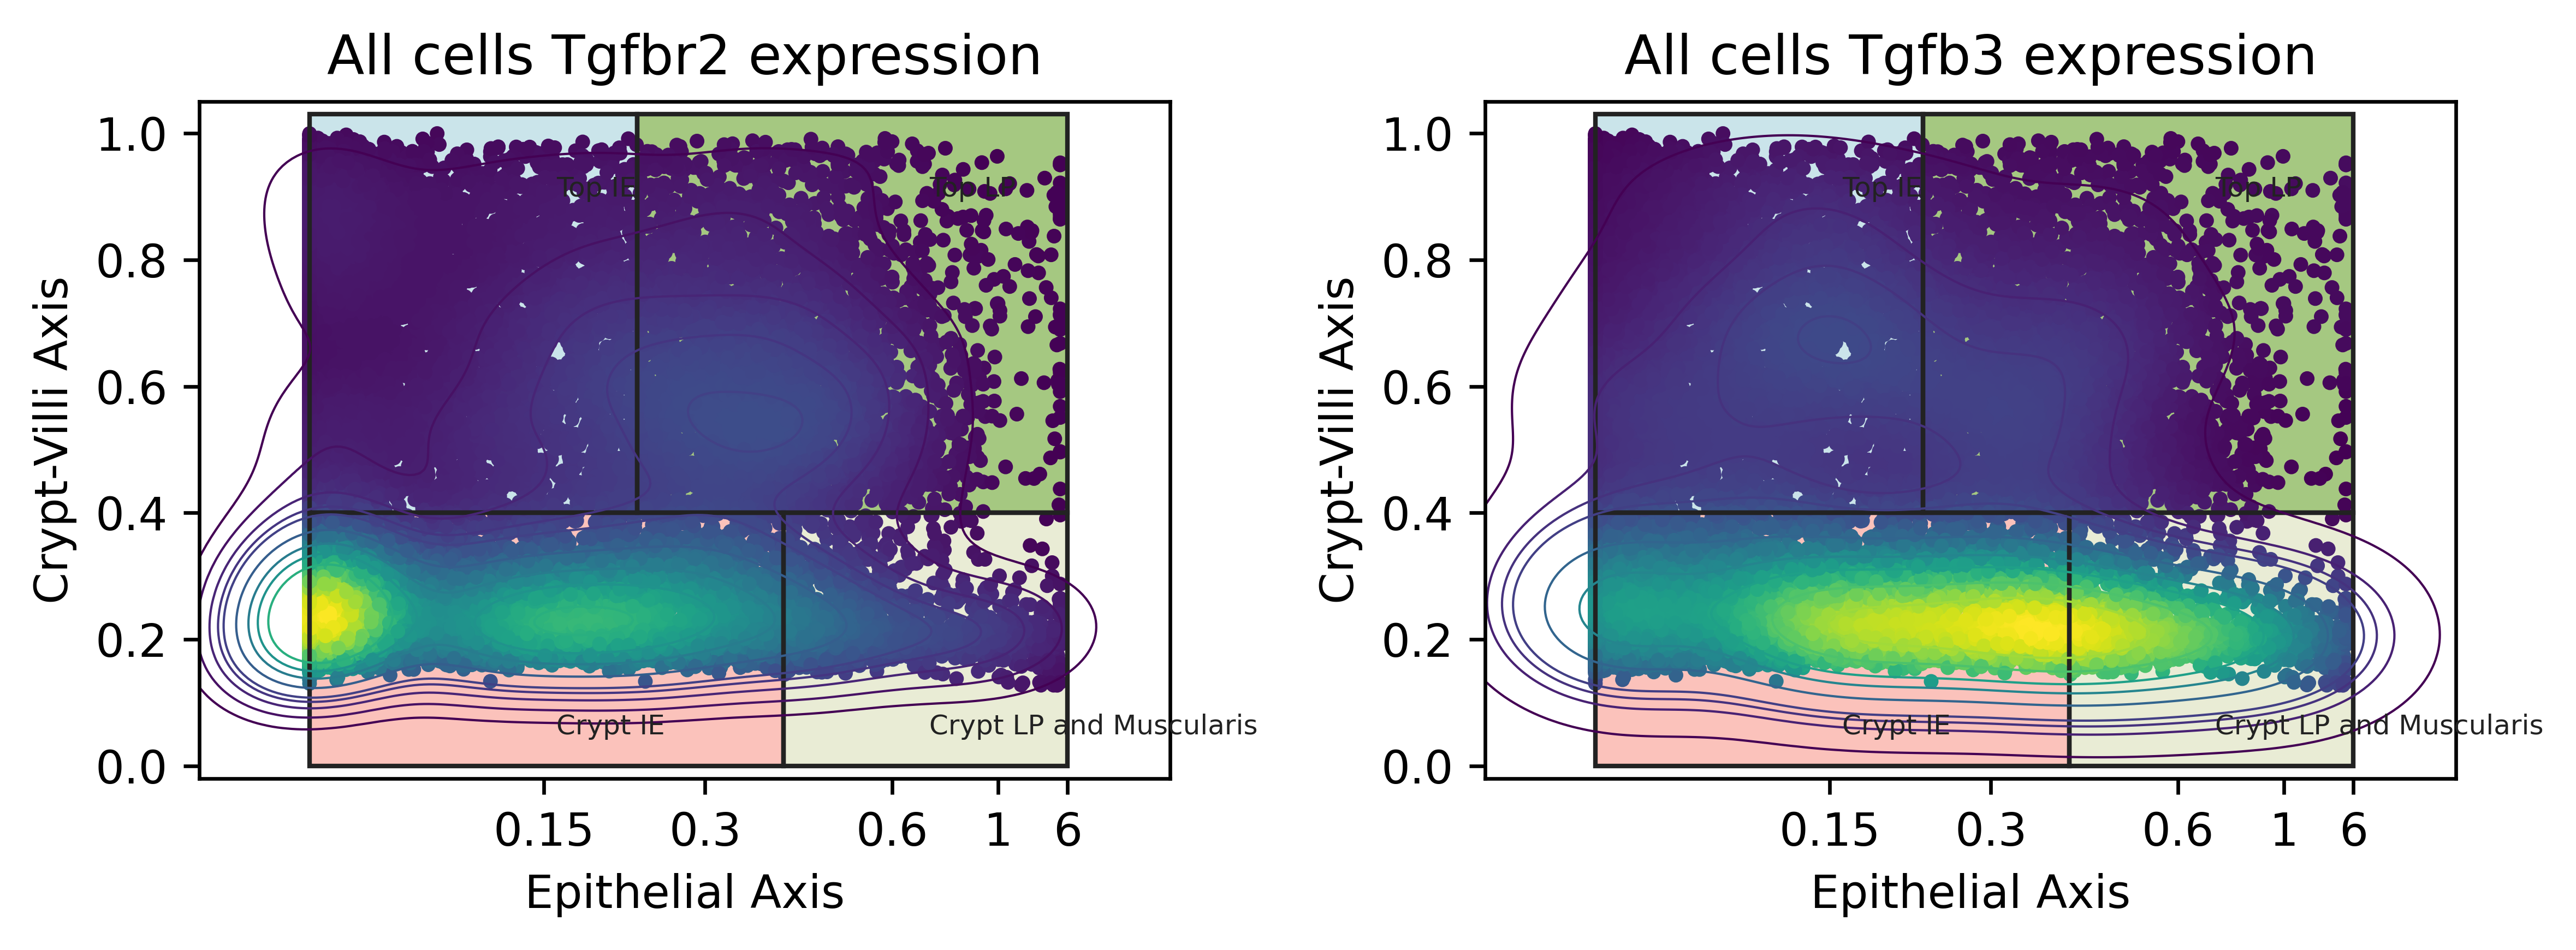 All cells Tgfbr2 expression
1.0
0.8
0.6
0.4
0.2
0.0
Crypt-Villi Axis
Top IE
Top LP
Crypt IE
Crypt LP and Muscularis
0.15 0.3 0.6 1 6
Epithelial Axis
All cells Tgfb3 expression
1.0
0.8
0.6
0.4
0.2
0.0
Crypt-Villi Axis
Top IE
Top LP
Crypt IE
Crypt LP and Muscularis
0.15 0.3 0.6 1 6
Epithelial Axis